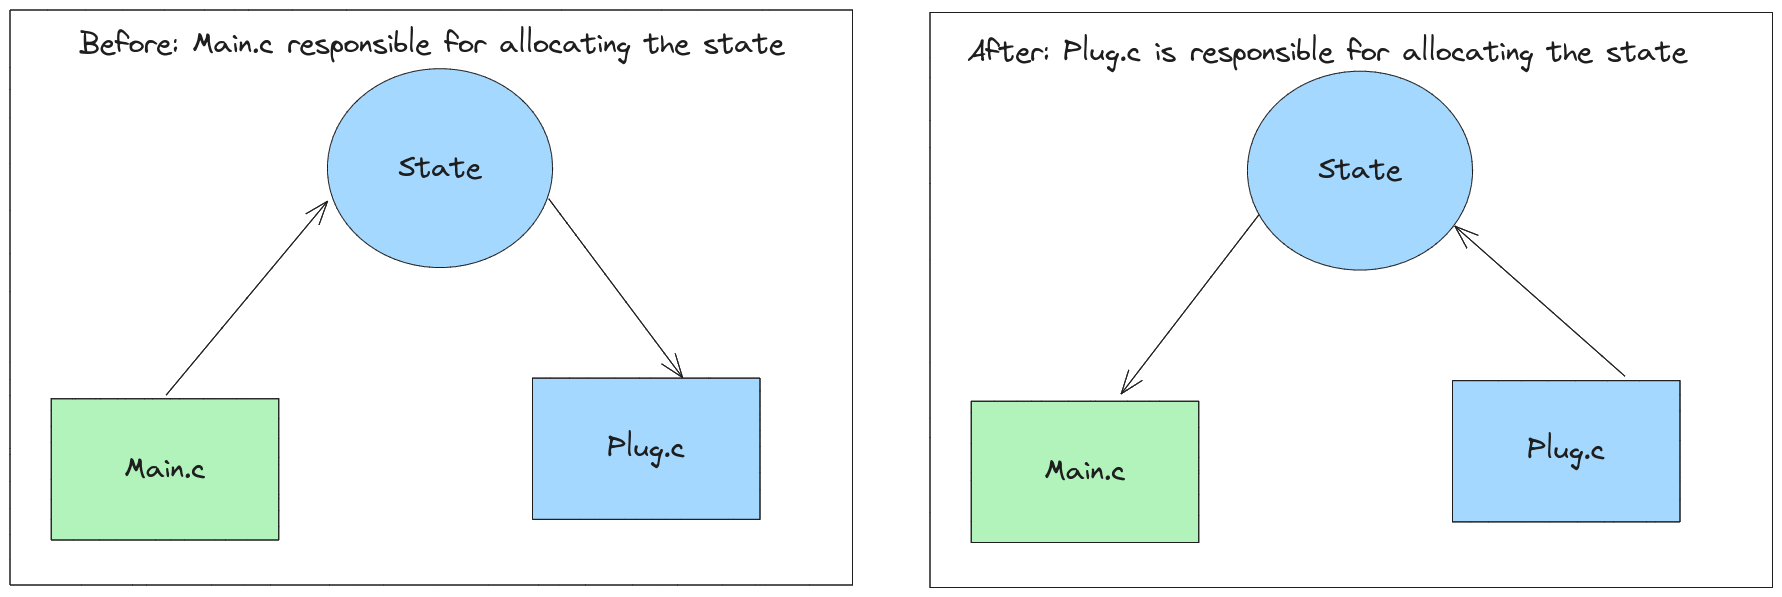 Before: Main.c responsible for allocating the state
State
Main.c
Plug.c
After: Plug.c is responsible for allocating the state
State
Main.c
Plug.c